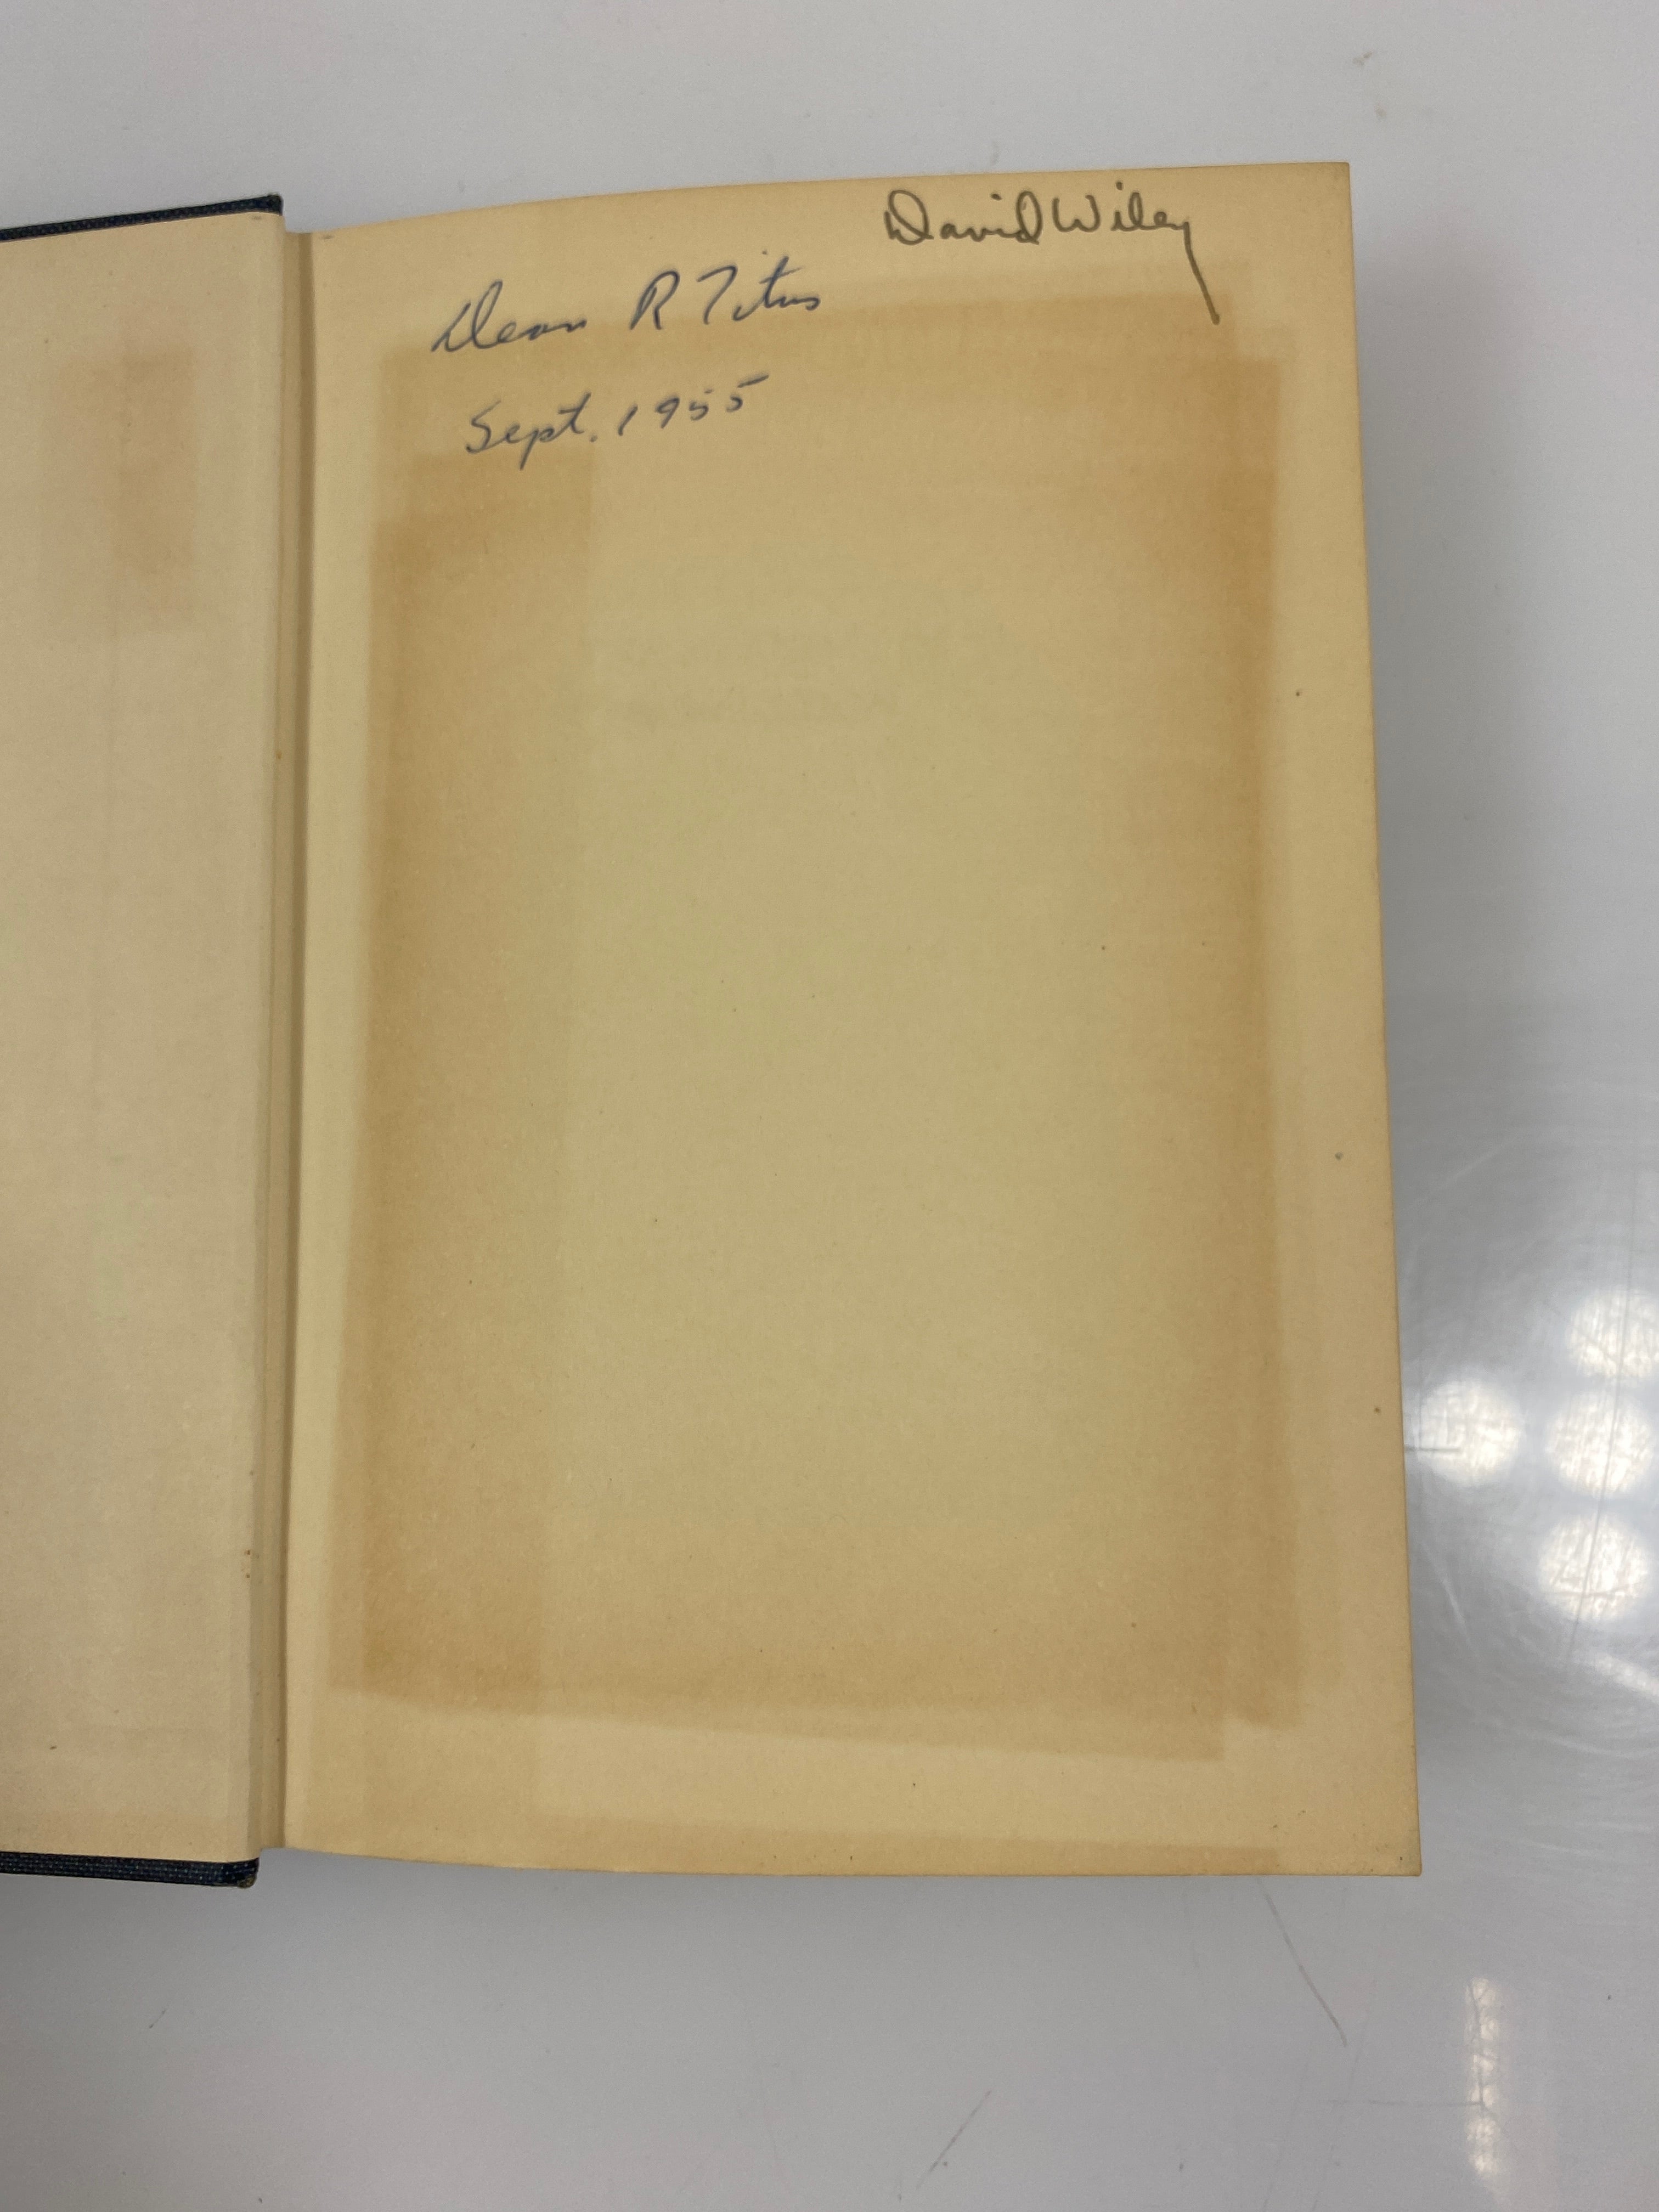 David Wiley
Dean R Titus
Sept. 1955